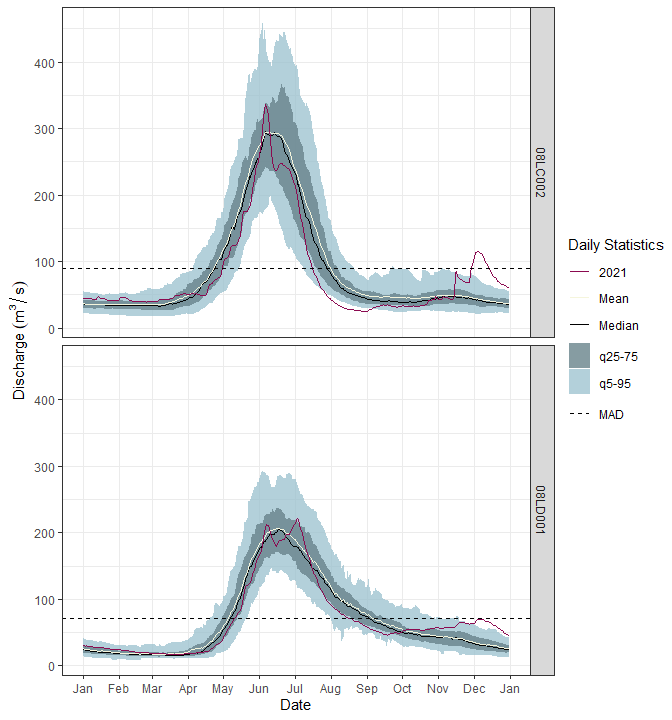 400
300
200
100
0
08LC002
400
300
200
100
0
08LD001
Discharge (m³/ s)
Jan Feb Mar Apr May Jun Jul Aug Sep Oct Nov Dec Jan
Date
Daily Statistics
2021
Mean
Median
q25-75
q5-95
MAD